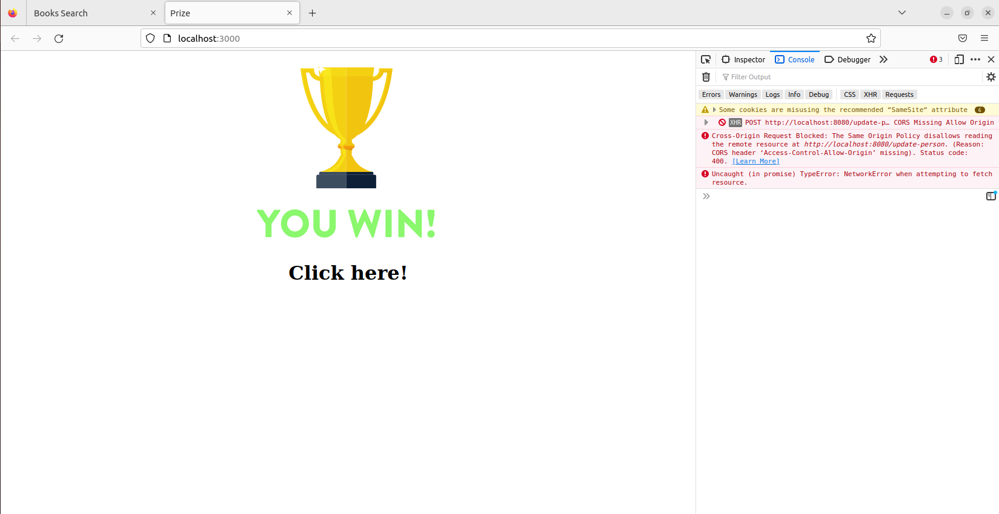 Books Search
Prize
localhost:3000
Inspector
Console
Debugger
3
Filter Output
Errors Warnings Logs Info Debug CSS XHR Requests
Some cookies are misusing the recommended “SameSite“ attribute 6
XHR POST http://localhost:8080/update-p… CORS Missing Allow Origin
Cross-Origin Request Blocked: The Same Origin Policy disallows reading
the remote resource at http://localhost:8080/update-person. (Reason:
CORS header ‘Access-Control-Allow-Origin’ missing). Status code:
400. [Learn More]
Uncaught (in promise) TypeError: NetworkError when attempting to fetch
resource.
YOU WIN!
Click here!